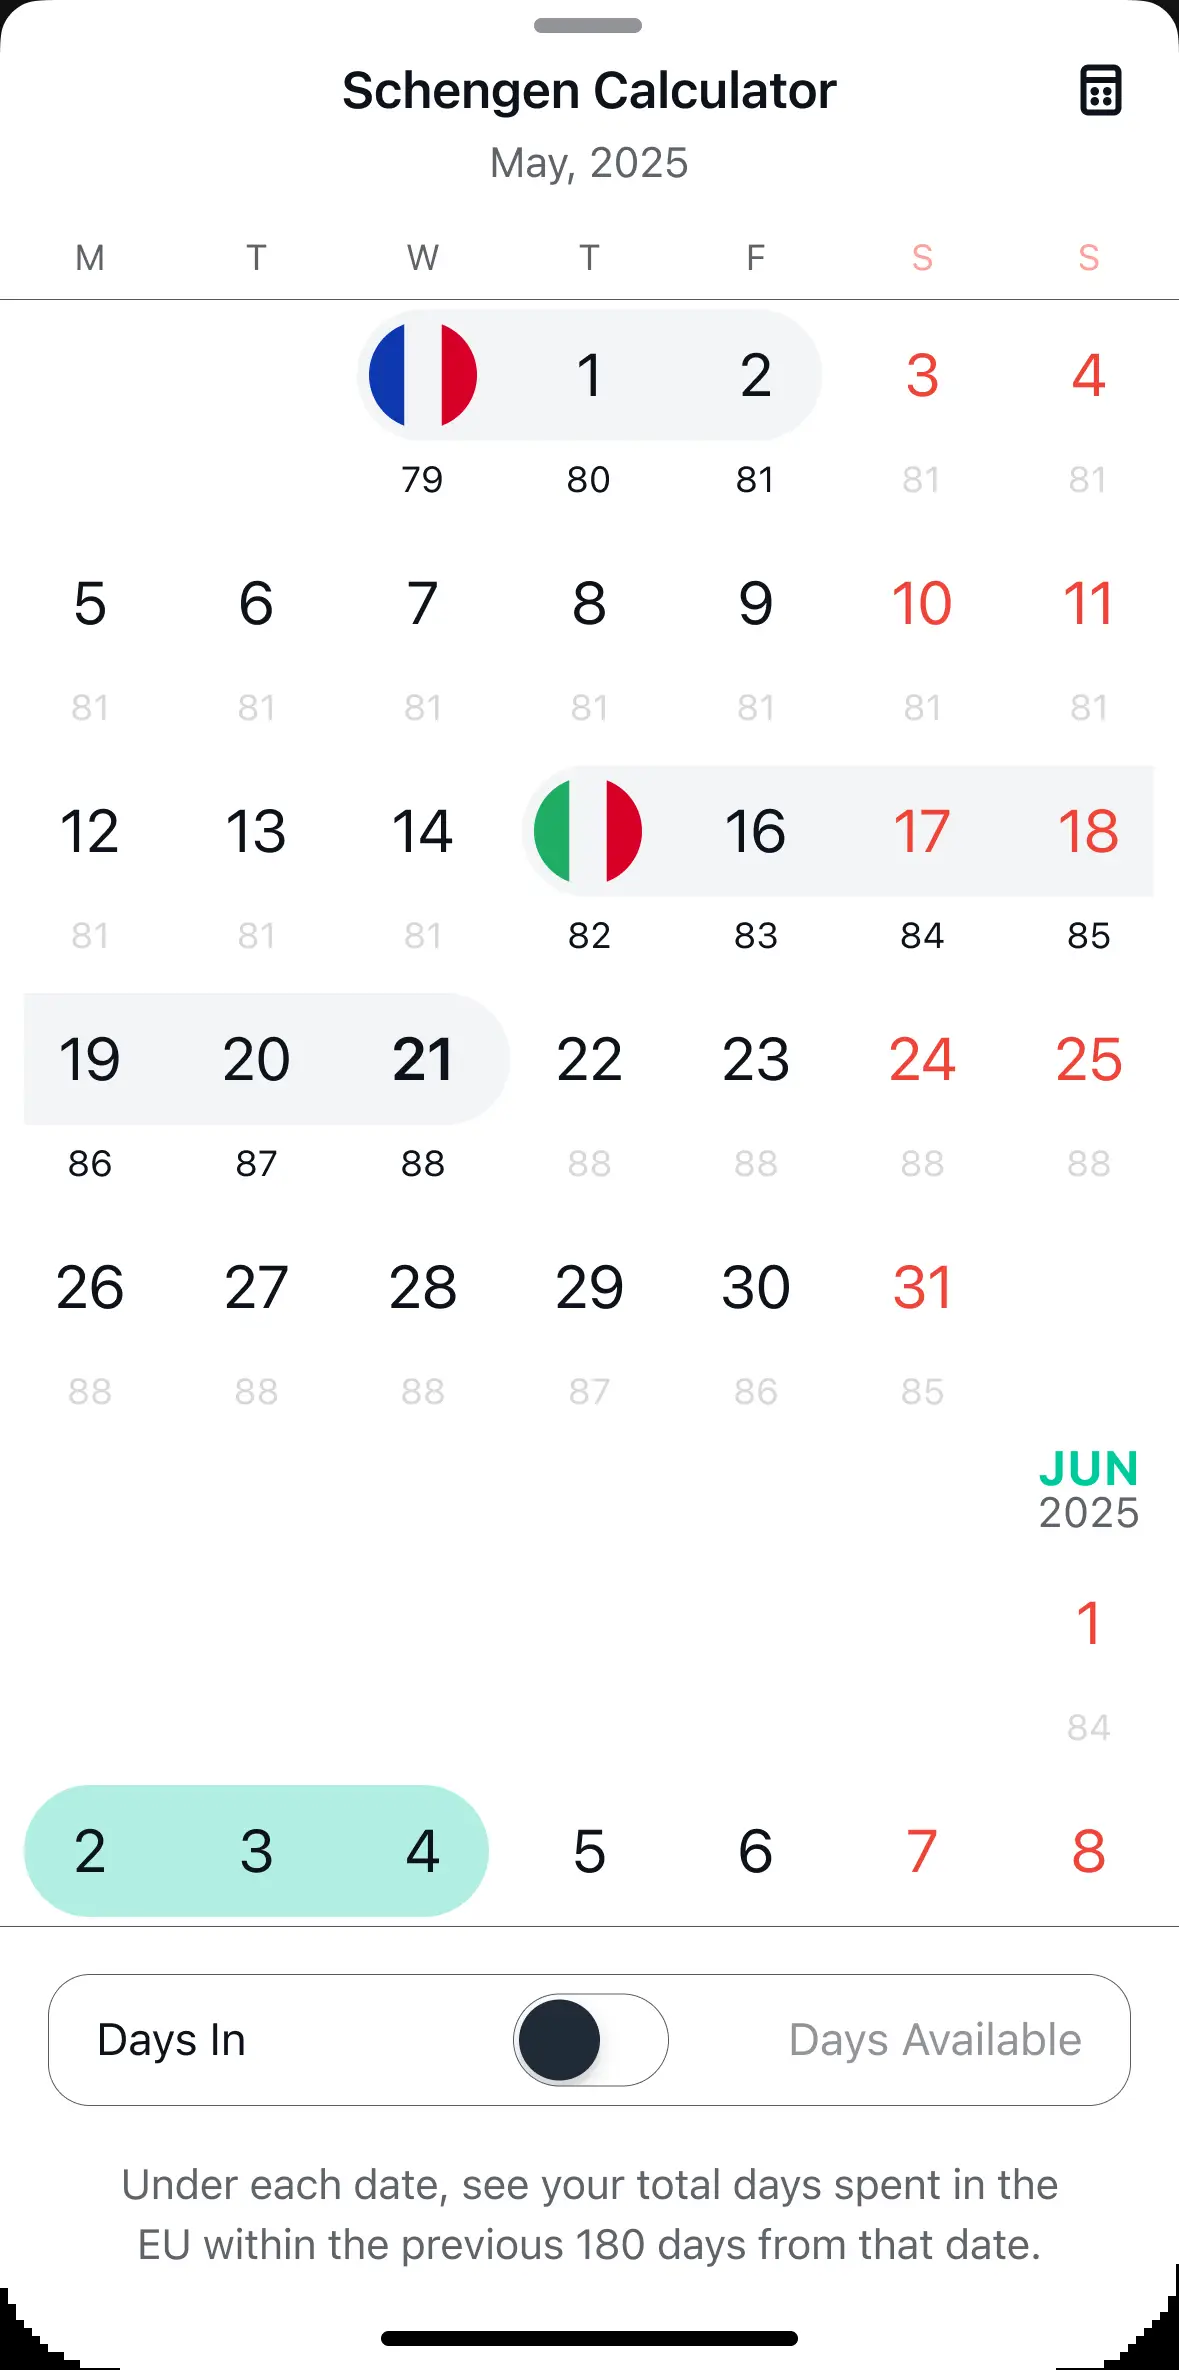 Schengen Calculator
May, 2025
M T W T F S S
1 2 3 4
79 80 81 81 81
5 6 7 8 9 10 11
81 81 81 81 81 81 81
12 13 14 16 17 18
81 81 81 82 83 84 85
19 20 21 22 23 24 25
86 87 88 88 88 88 88
26 27 28 29 30 31
88 88 88 87 86 85
JUN
2025
1
84
2 3 4 5 6 7 8
Days In Days Available
Under each date, see your total days spent in the
EU within the previous 180 days from that date.